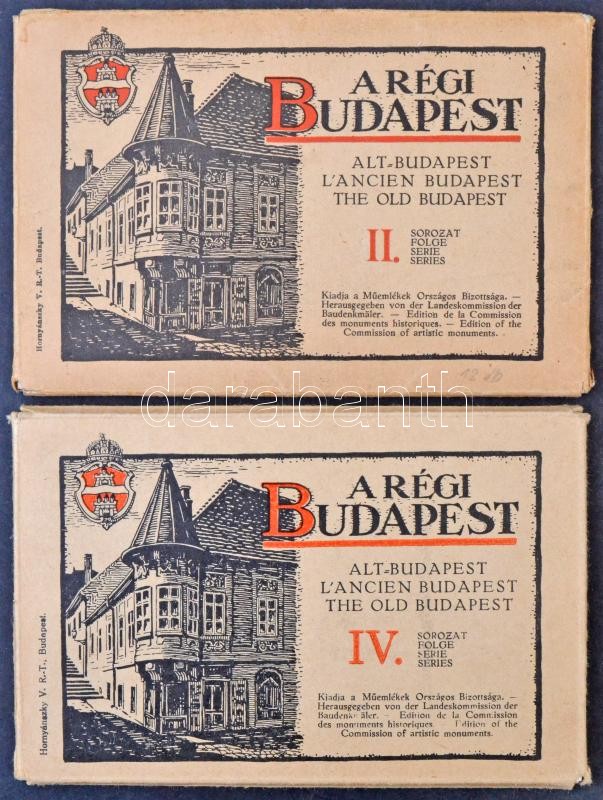 A RÉGI
BUDAPEST
ALT-BUDAPEST
L'ANCIEN BUDAPEST
THE OLD BUDAPEST
II. SOROZAT
FOLGE
SERIE
SERIES
Kiadja a Műemlékek Országos Bizottsága. —
Herausgegeben von der Landeskommission der
Baudenkmäler. — Edition de la Commission
des monuments historiques. — Edition of the
Commission of artistic monuments.
Hornyánszky V. R.-T. Budapest.
darabanth
A RÉGI
BUDAPEST
ALT-BUDAPEST
L'ANCIEN BUDAPEST
THE OLD BUDAPEST
IV. SOROZAT
FOLGE
SERIE
SERIES
Kiadja a Műemlékek Országos Bizottsága. —
Herausgegeben von der Landeskommission der
Baudenkmäler. — Edition de la Commission
des monuments historiques. — Edition of the
Commission of artistic monuments.
Hornyánszky V. R.-T., Budapest.